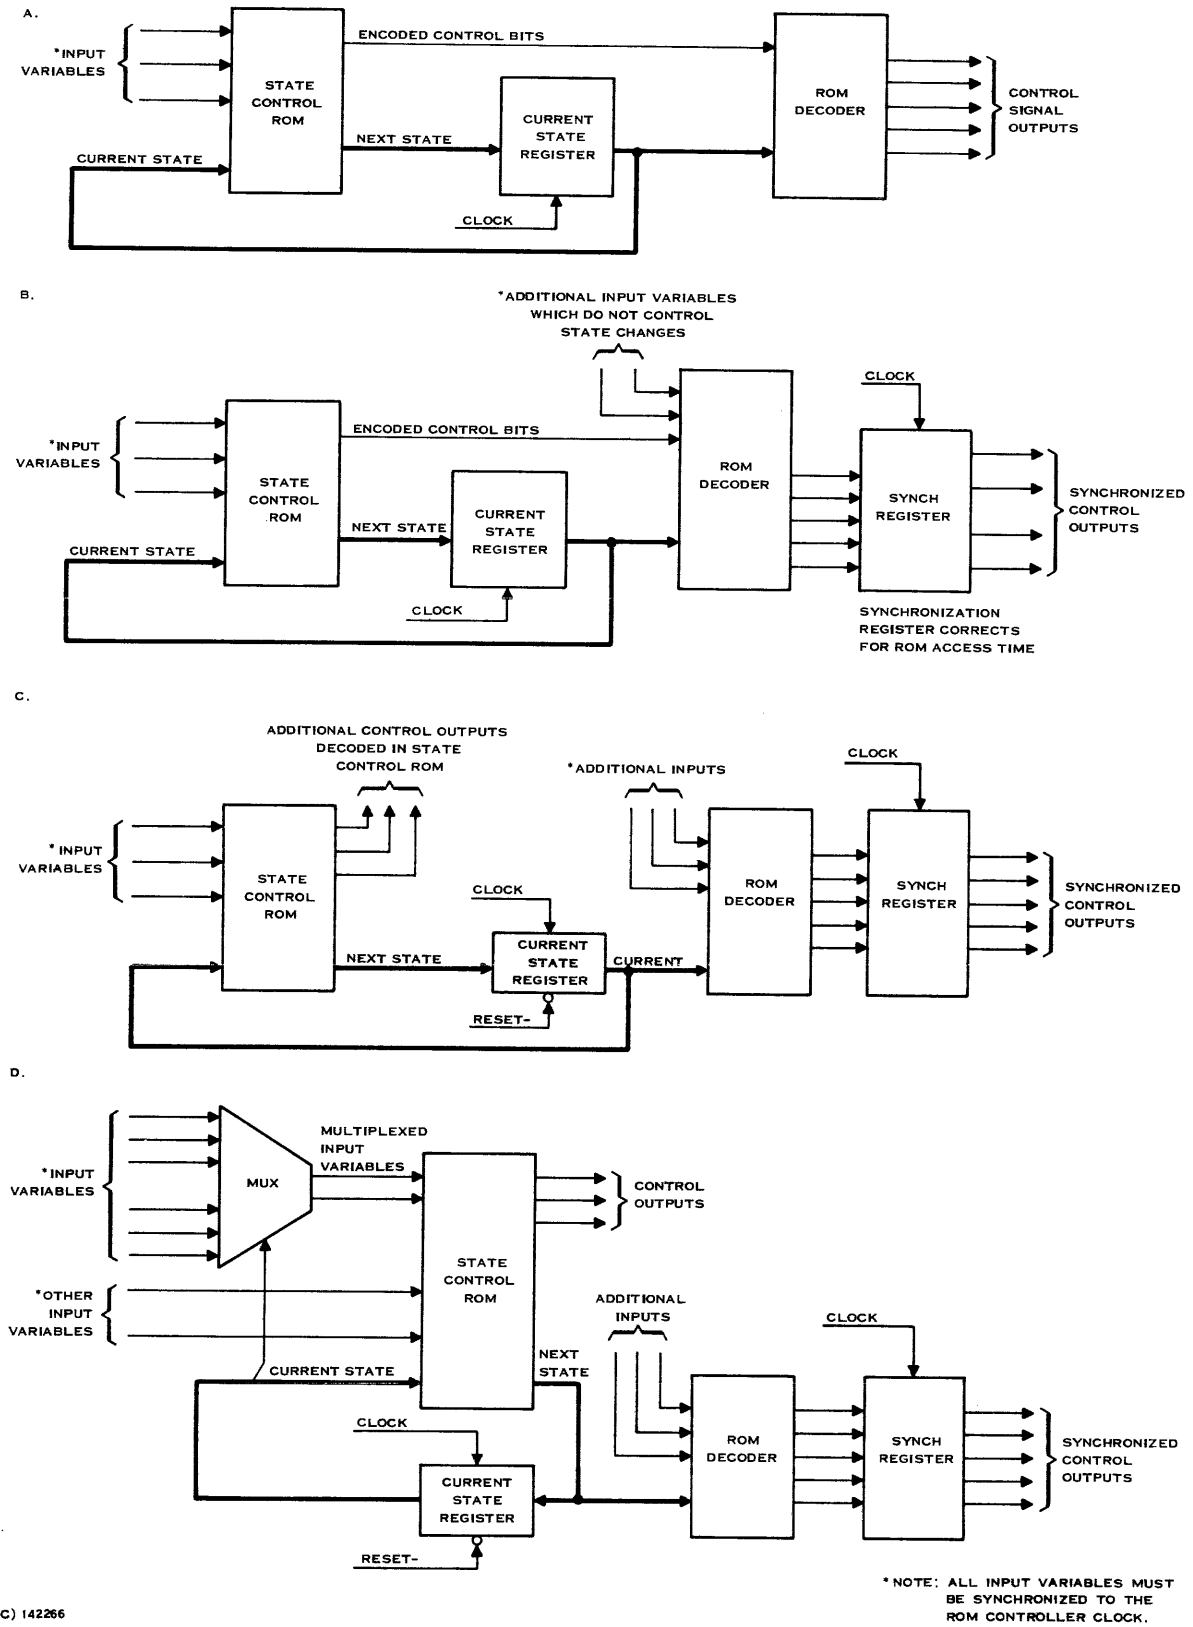 A.
*INPUT
VARIABLES
STATE
CONTROL
ROM
ENCODED CONTROL BITS
NEXT STATE
CURRENT STATE
CURRENT
STATE
REGISTER
CLOCK
ROM
DECODER
CONTROL
SIGNAL
OUTPUTS
B.
*ADDITIONAL INPUT VARIABLES
WHICH DO NOT CONTROL
STATE CHANGES
*INPUT
VARIABLES
STATE
CONTROL
ROM
ENCODED CONTROL BITS
NEXT STATE
CURRENT STATE
CURRENT
STATE
REGISTER
CLOCK
ROM
DECODER
CLOCK
SYNCH
REGISTER
SYNCHRONIZED
CONTROL
OUTPUTS
SYNCHRONIZATION
REGISTER CORRECTS
FOR ROM ACCESS TIME
C.
ADDITIONAL CONTROL OUTPUTS
DECODED IN STATE
CONTROL ROM
*INPUT
VARIABLES
STATE
CONTROL
ROM
NEXT STATE
CLOCK
CURRENT
STATE
REGISTER
RESET-
CURRENT
*ADDITIONAL INPUTS
ROM
DECODER
CLOCK
SYNCH
REGISTER
SYNCHRONIZED
CONTROL
OUTPUTS
D.
*INPUT
VARIABLES
MUX
MULTIPLEXED
INPUT
VARIABLES
*OTHER
INPUT
VARIABLES
STATE
CONTROL
ROM
CONTROL
OUTPUTS
CURRENT STATE
NEXT
STATE
CLOCK
CURRENT
STATE
REGISTER
RESET-
ADDITIONAL
INPUTS
ROM
DECODER
CLOCK
SYNCH
REGISTER
SYNCHRONIZED
CONTROL
OUTPUTS
*NOTE: ALL INPUT VARIABLES MUST
BE SYNCHRONIZED TO THE
ROM CONTROLLER CLOCK.
C) 142266